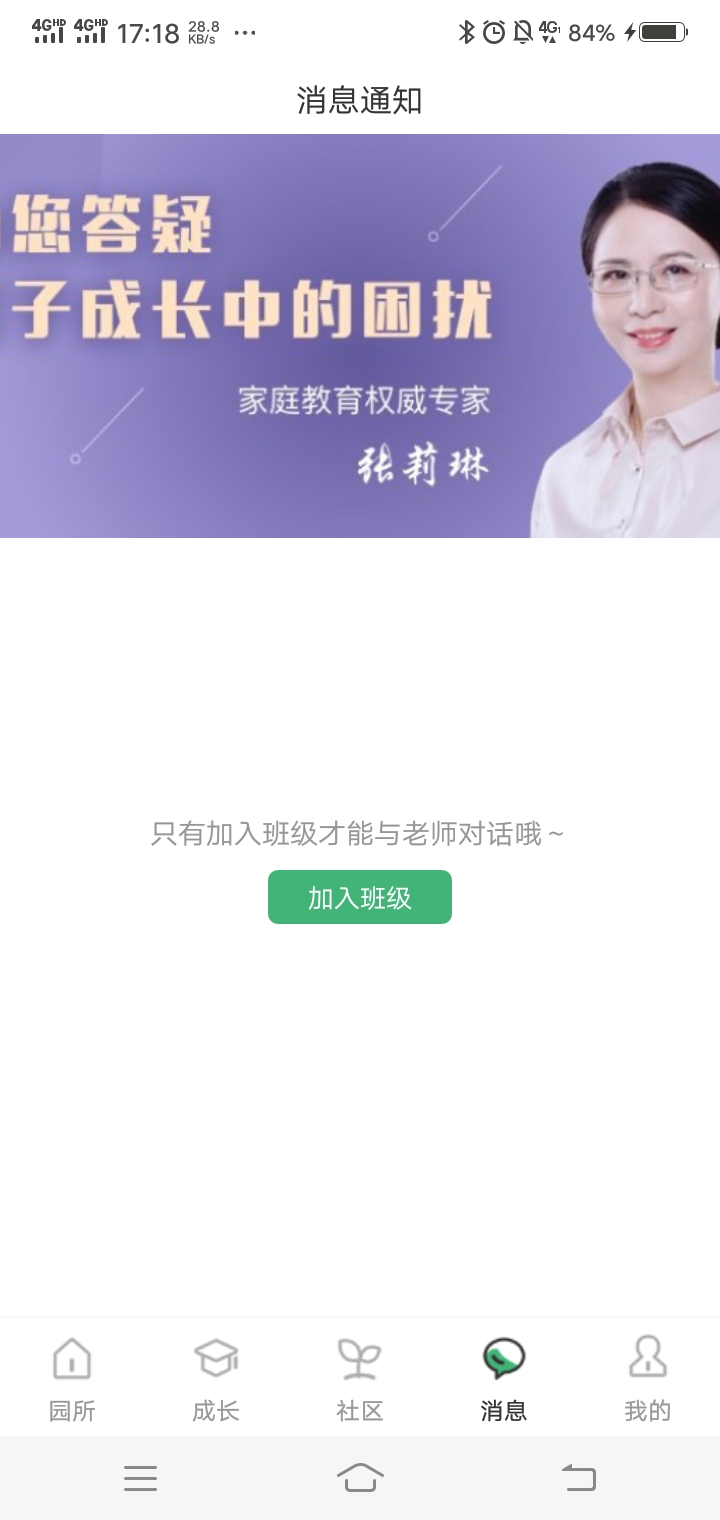 4GHD 4GHD 17:18 28.8 KB/s ... 4G 84%
消息通知
您答疑
子成长中的困扰
家庭教育权威专家
张莉琳
只有加入班级才能与老师对话哦~
加入班级
园所 成长 社区 消息 我的